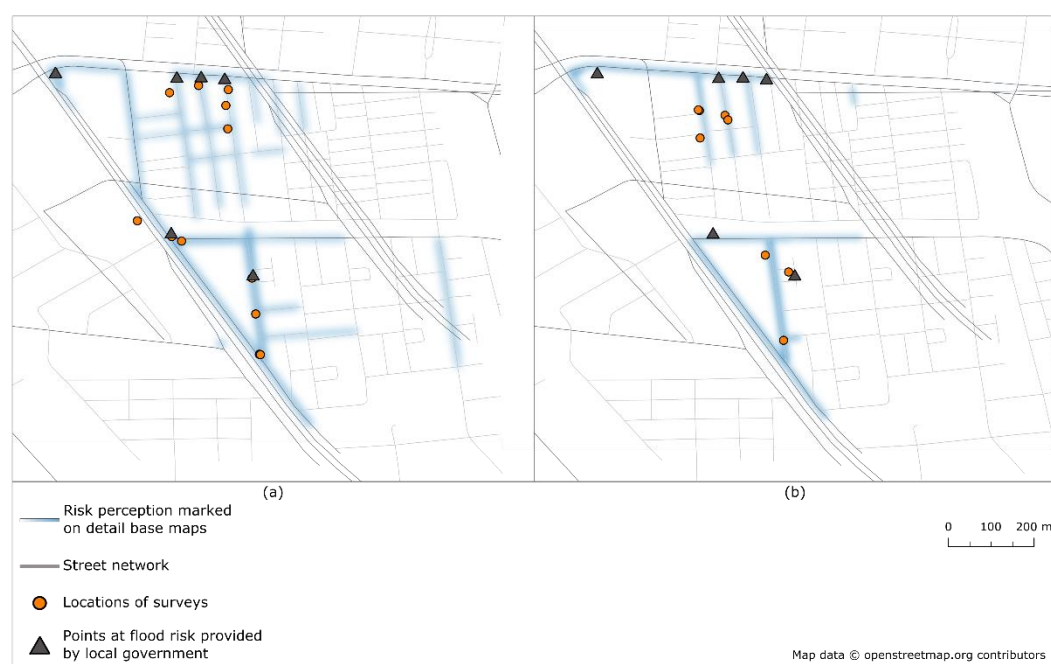 (a)
(b)
Risk perception marked
on detail base maps
Street network
Locations of surveys
Points at flood risk provided
by local government
0 100 200 m
Map data © openstreetmap.org contributors